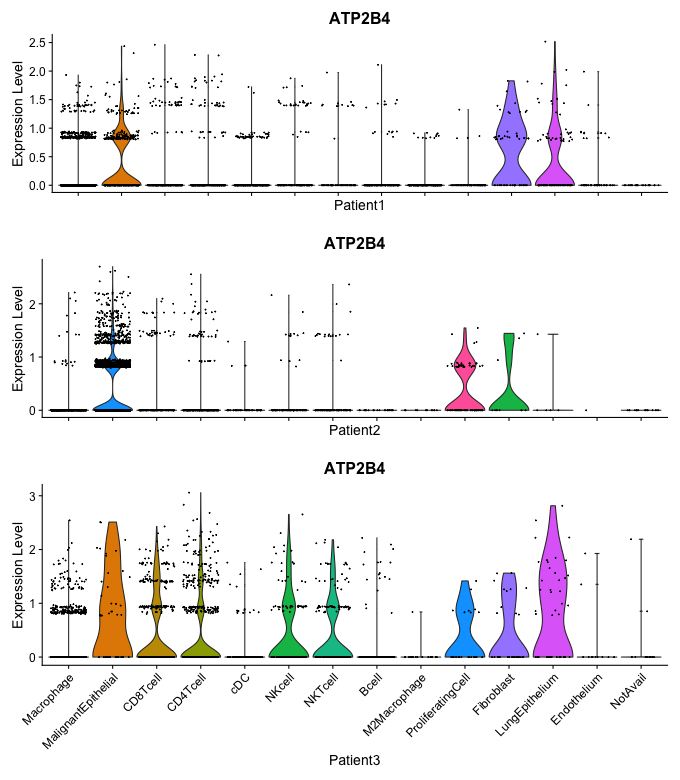 ATP2B4
Expression Level
2.5
2.0
1.5
1.0
0.5
0.0
Patient1
ATP2B4
Expression Level
2
1
0
Patient2
ATP2B4
Expression Level
3
2
1
0
Macrophage
MalignantEpithelial
CD8Tcell
CD4Tcell
cDC
NKcell
NKTcell
Bcell
M2Macrophage
ProliferatingCell
Fibroblast
LungEpithelium
Endothelium
NotAvail
Patient3